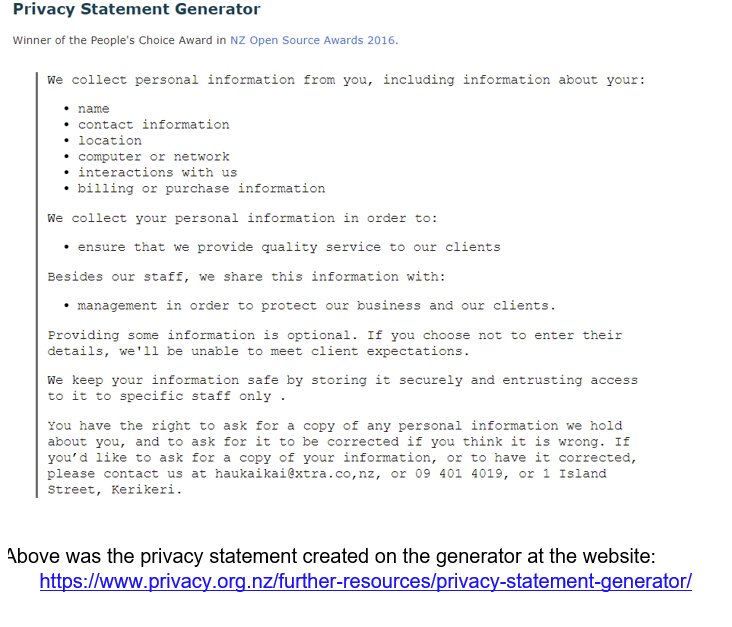 Privacy Statement Generator
Winner of the People's Choice Award in NZ Open Source Awards 2016.
We collect personal information from you, including information about your:
• name
• contact information
• location
• computer or network
• interactions with us
• billing or purchase information
We collect your personal information in order to:
• ensure that we provide quality service to our clients
Besides our staff, we share this information with:
• management in order to protect our business and our clients.
Providing some information is optional. If you choose not to enter their
details, we'll be unable to meet client expectations.
We keep your information safe by storing it securely and entrusting access
to it to specific staff only .
You have the right to ask for a copy of any personal information we hold
about you, and to ask for it to be corrected if you think it is wrong. If
you’d like to ask for a copy of your information, or to have it corrected,
please contact us at haukaikai@xtra.co,nz, or 09 401 4019, or 1 Island
Street, Kerikeri.
Above was the privacy statement created on the generator at the website:
https://www.privacy.org.nz/further-resources/privacy-statement-generator/